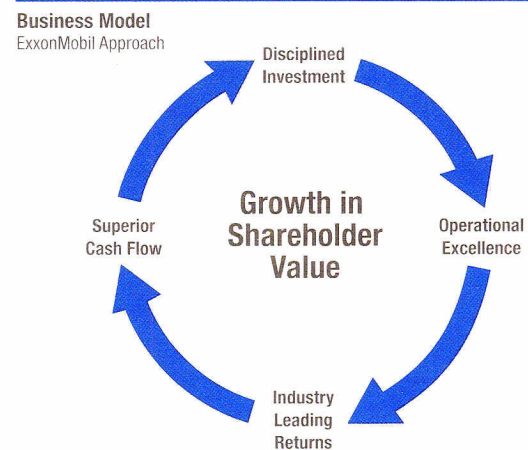 Business Model
ExxonMobil Approach
Disciplined
Investment
Growth in
Shareholder
Value
Superior
Cash Flow
Operational
Excellence
Industry
Leading
Returns